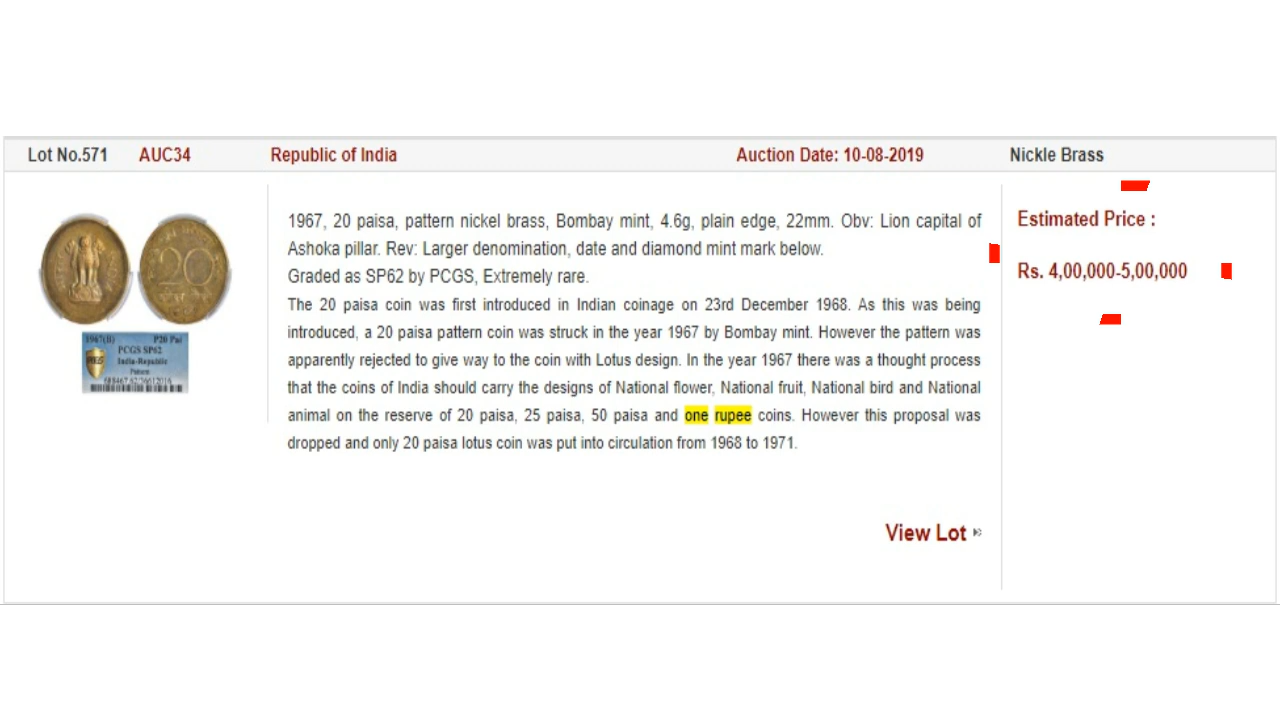 Lot No.571 AUC34 Republic of India Auction Date: 10-08-2019 Nickle Brass
1967, 20 paisa, pattern nickel brass, Bombay mint, 4.6g, plain edge, 22mm. Obv: Lion capital of
Ashoka pillar. Rev: Larger denomination, date and diamond mint mark below.
Graded as SP62 by PCGS, Extremely rare.
The 20 paisa coin was first introduced in Indian coinage on 23rd December 1968. As this was being
introduced, a 20 paisa pattern coin was struck in the year 1967 by Bombay mint. However the pattern was
apparently rejected to give way to the coin with Lotus design. In the year 1967 there was a thought process
that the coins of India should carry the designs of National flower, National fruit, National bird and National
animal on the reserve of 20 paisa, 25 paisa, 50 paisa and one rupee coins. However this proposal was
dropped and only 20 paisa lotus coin was put into circulation from 1968 to 1971.
View Lot
Estimated Price :
Rs. 4,00,000-5,00,000
20
1967(B) P20 Pai
PCGS SP62
India-Republic
Pattern